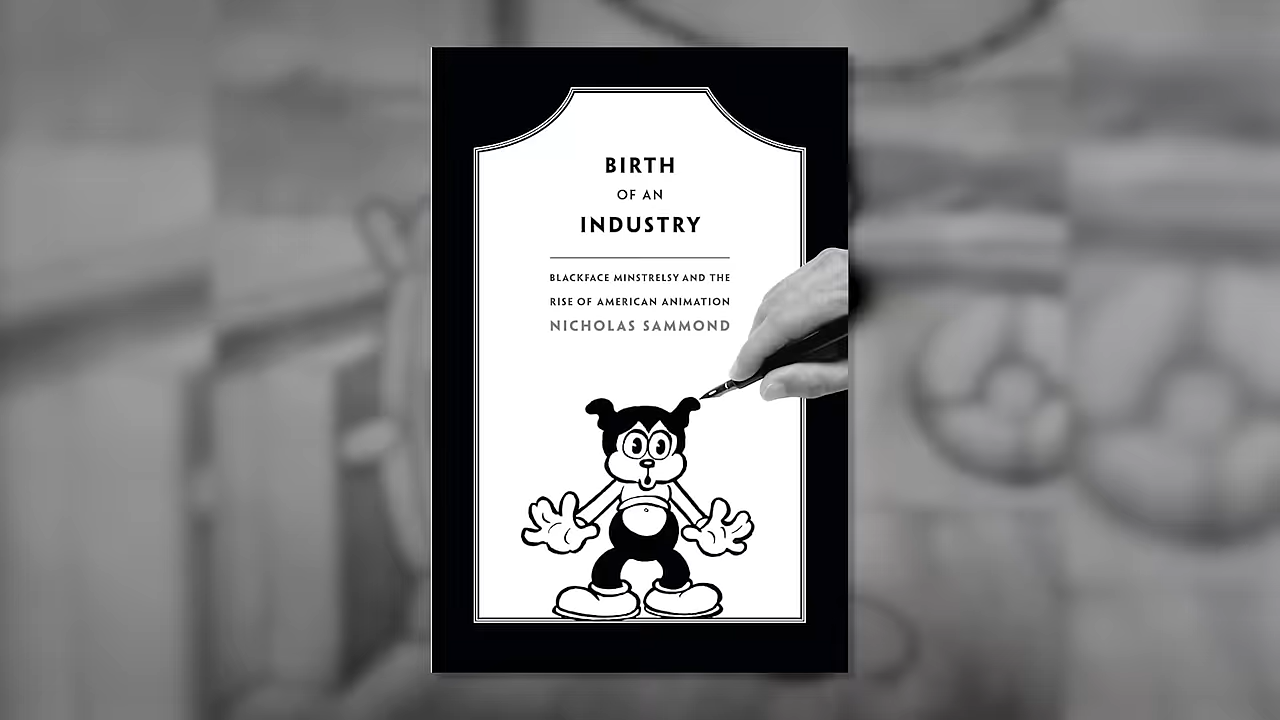 BIRTH
OF AN
INDUSTRY
BLACKFACE MINSTRELSY AND THE
RISE OF AMERICAN ANIMATION
NICHOLAS SAMMOND